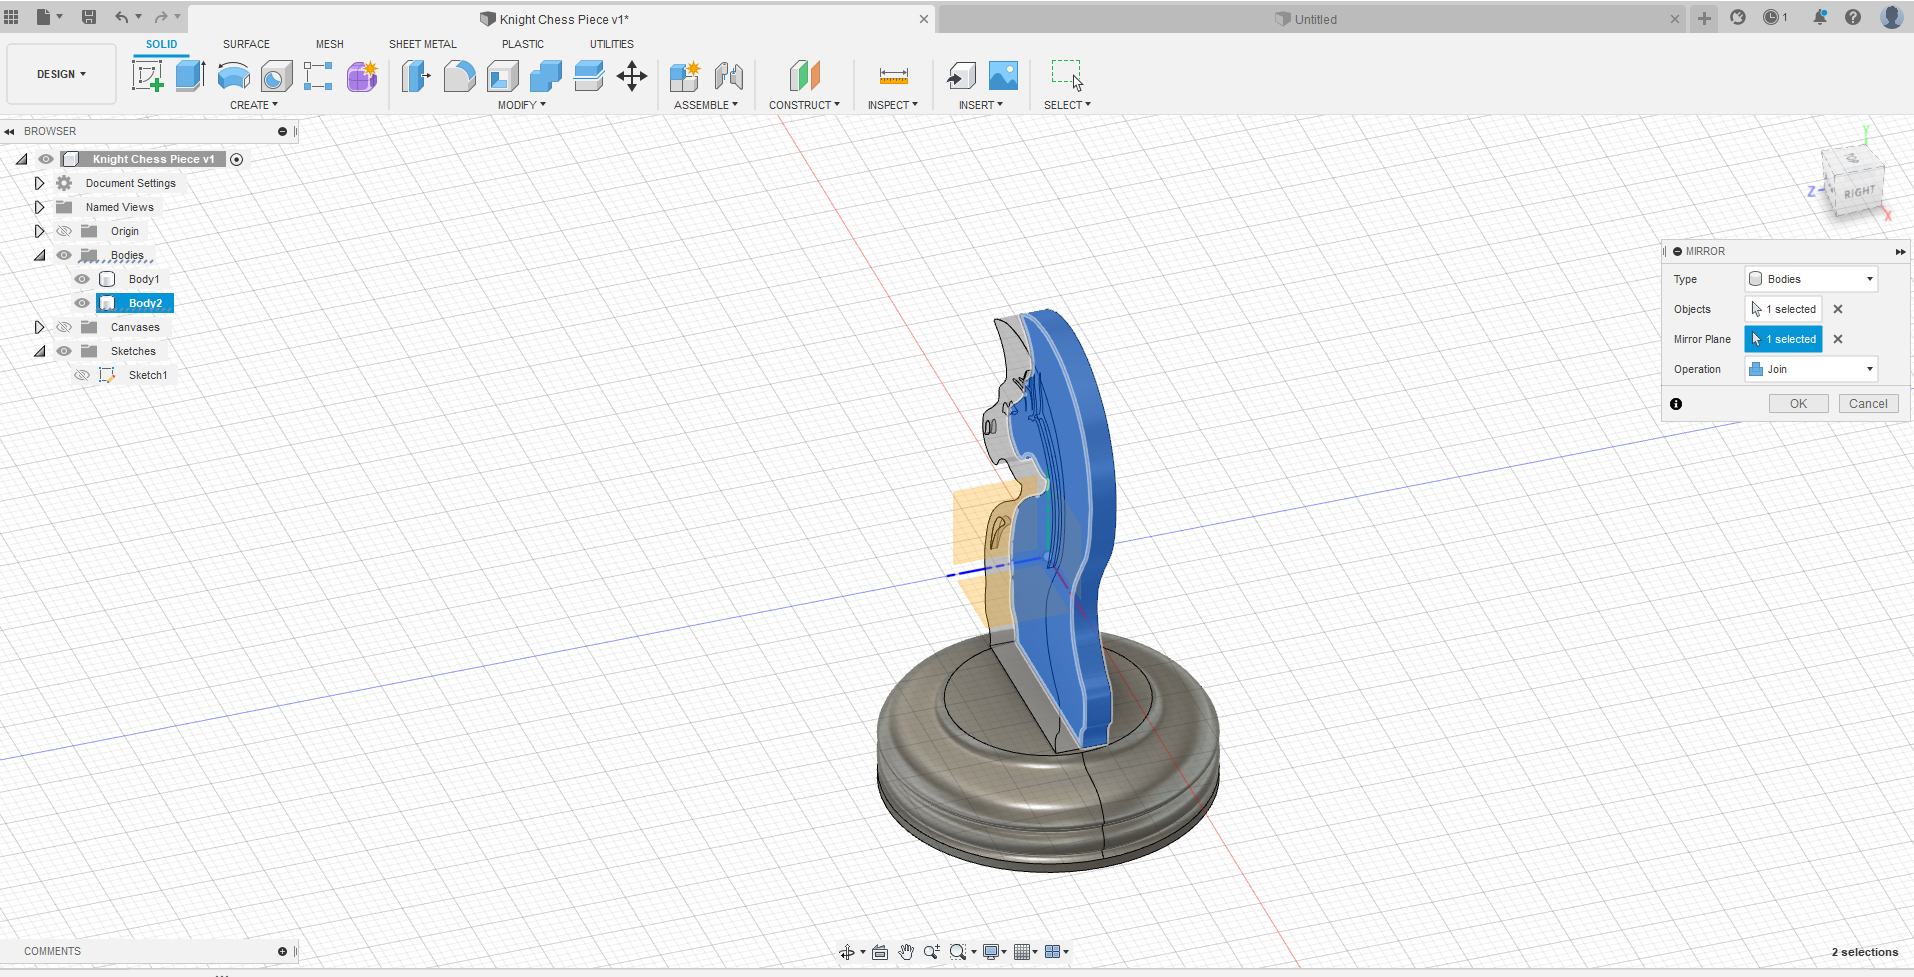 Knight Chess Piece v1*
Untitled
1
SOLID SURFACE MESH SHEET METAL PLASTIC UTILITIES
DESIGN
CREATE MODIFY ASSEMBLE CONSTRUCT INSPECT INSERT SELECT
BROWSER
Knight Chess Piece v1
Document Settings
Named Views
Origin
Bodies
Body1
Body2
Canvases
Sketches
Sketch1
Y
Z
RIGHT
X
MIRROR
Type Bodies
Objects 1 selected
Mirror Plane 1 selected
Operation Join
OK Cancel
COMMENTS
2 selections